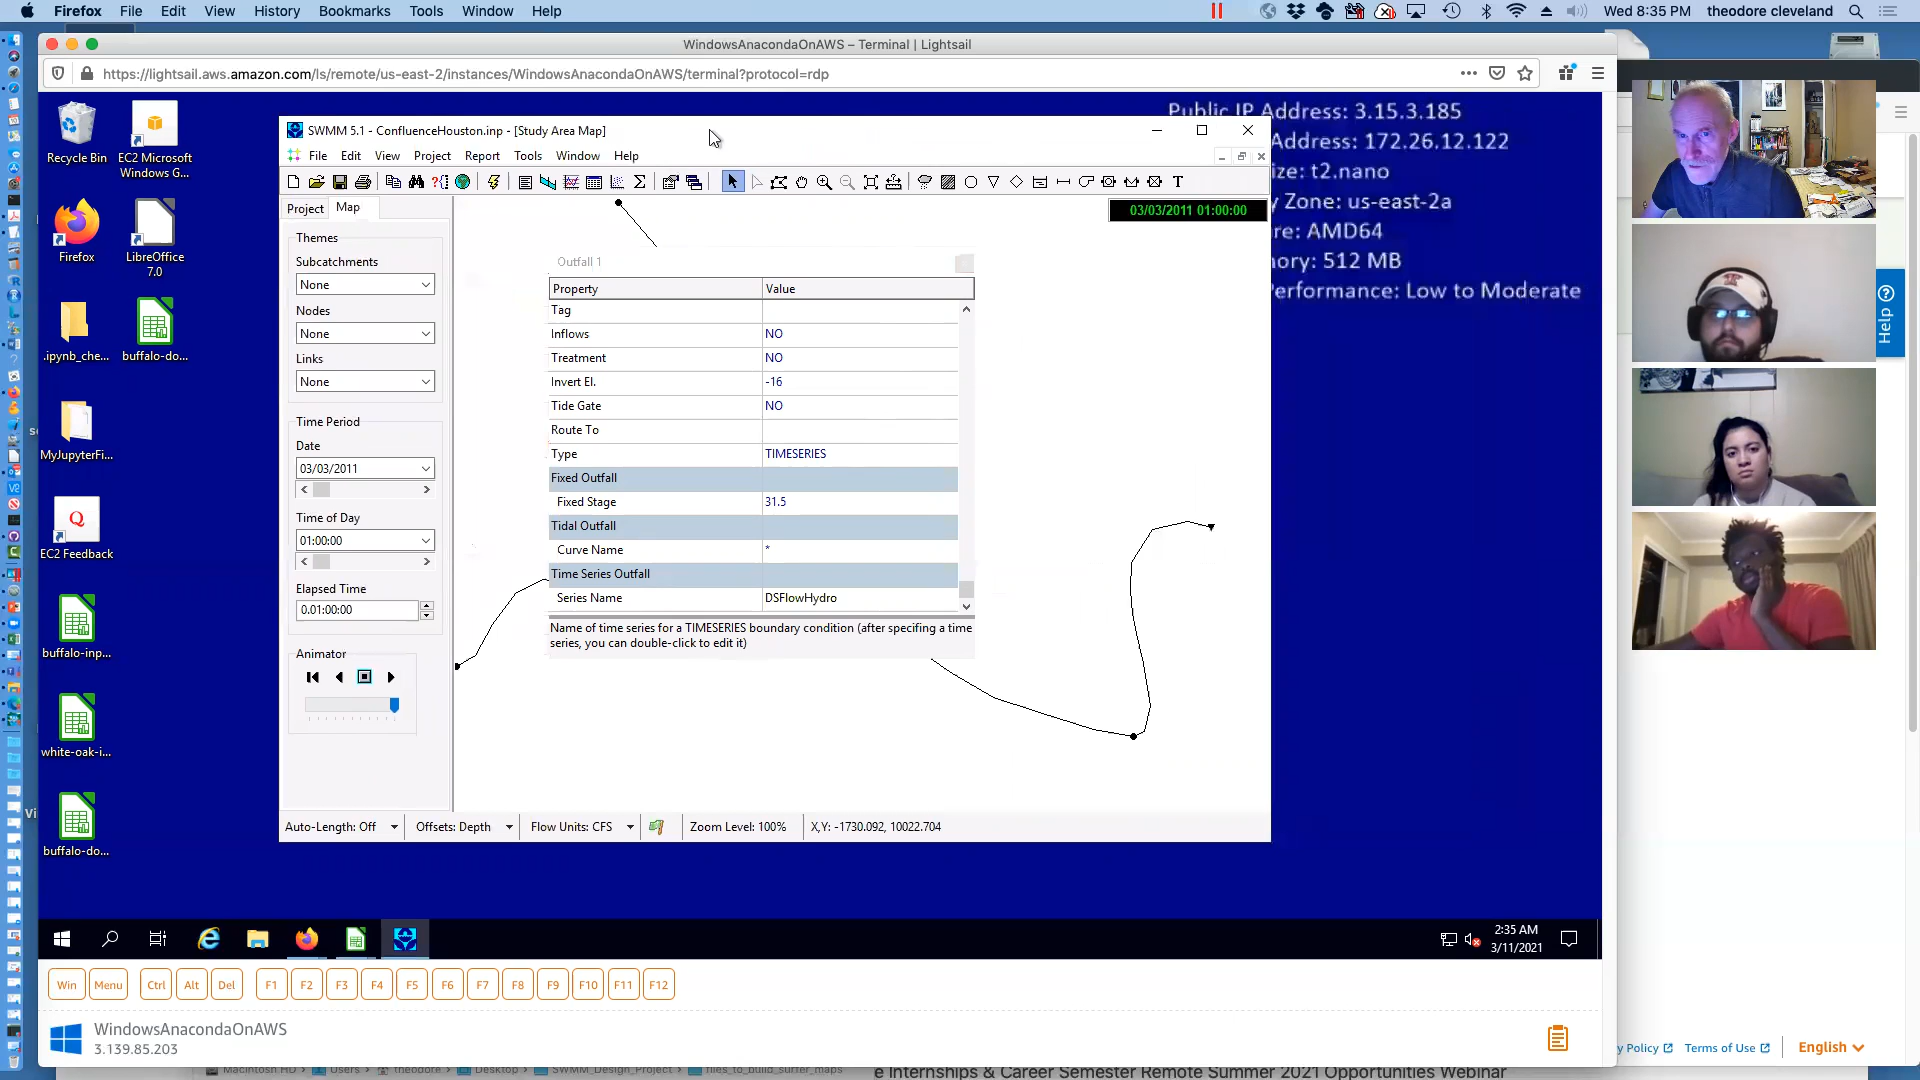 Firefox File Edit View History Bookmarks Tools Window Help
Wed 8:35 PM theodore cleveland
WindowsAnacondaOnAWS – Terminal | Lightsail
https://lightsail.aws.amazon.com/ls/remote/us-east-2/instances/WindowsAnacondaOnAWS/terminal?protocol=rdp
Public IP Address: 3.15.3.185
Address: 172.26.12.122
ize: t2.nano
y Zone: us-east-2a
re: AMD64
ory: 512 MB
erformance: Low to Moderate
Recycle Bin
EC2 Microsoft
Windows G...
Firefox
LibreOffice
7.0
.ipynb_che...
buffalo-do...
MyJupyterFi...
EC2 Feedback
buffalo-inp...
white-oak-i...
buffalo-do...
SWMM 5.1 - ConfluenceHouston.inp - [Study Area Map]
File Edit View Project Report Tools Window Help
Project Map
03/03/2011 01:00:00
Themes
Subcatchments
None
Nodes
None
Links
None
Time Period
Date
03/03/2011
Time of Day
01:00:00
Elapsed Time
0.01:00:00
Animator
Outfall 1
Property Value
Tag
Inflows NO
Treatment NO
Invert El. -16
Tide Gate NO
Route To
Type TIMESERIES
Fixed Outfall
Fixed Stage 31.5
Tidal Outfall
Curve Name *
Time Series Outfall
Series Name DSFlowHydro
Name of time series for a TIMESERIES boundary condition (after specifing a time
series, you can double-click to edit it)
Auto-Length: Off Offsets: Depth Flow Units: CFS Zoom Level: 100% X,Y: -1730.092, 10022.704
2:35 AM
3/11/2021
Win Menu Ctrl Alt Del F1 F2 F3 F4 F5 F6 F7 F8 F9 F10 F11 F12
WindowsAnacondaOnAWS
3.139.85.203
Help
y Policy Terms of Use English
Macintosh HD Users theodore Desktop SWMM_Design_Project files_to_build_surfer_maps
e Internships & Career Semester Remote Summer 2021 Opportunities Webinar